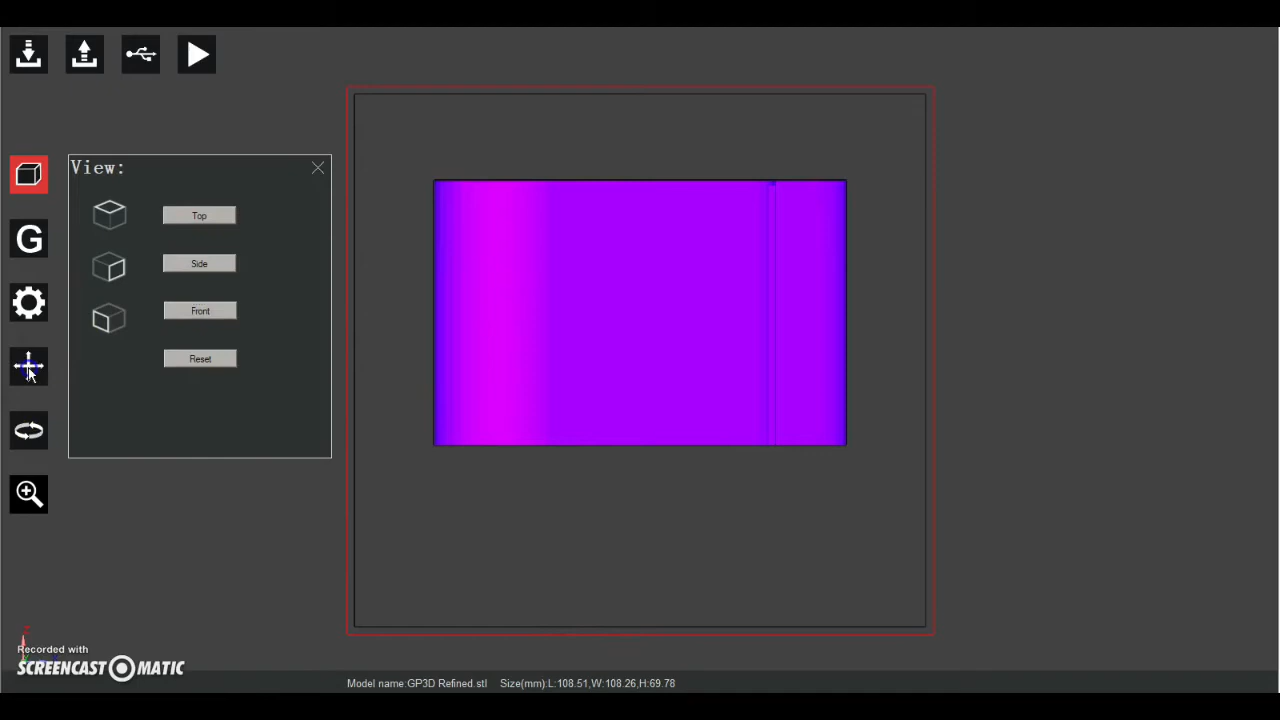 View:
Top
Side
G
Front
Reset
Z
Recorded with
SCREENCAST MATIC
Model name:GP3D Refined.stl Size(mm):L:108.51,W:108.26,H:69.78